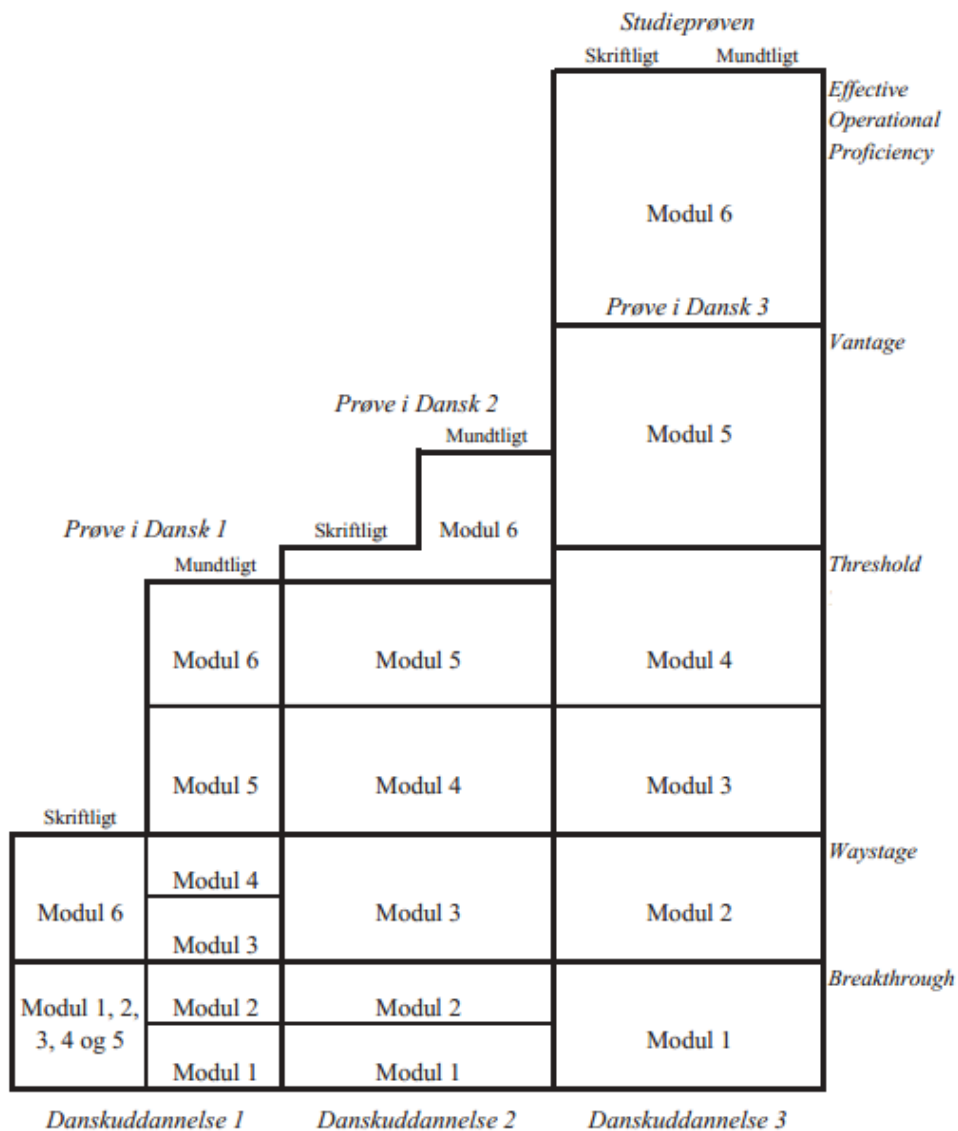 Studieprøven
Skriftligt Mundtligt
Effective
Operational
Proficiency
Modul 6
Prøve i Dansk 3
Vantage
Prøve i Dansk 2
Mundtligt
Modul 5
Prøve i Dansk 1
Skriftligt
Modul 6
Mundtligt
Threshold
Modul 6 Modul 5 Modul 4
Modul 5 Modul 4 Modul 3
Skriftligt
Waystage
Modul 4
Modul 6 Modul 3 Modul 2
Modul 3
Breakthrough
Modul 1, 2,
3, 4 og 5
Modul 2 Modul 2
Modul 1
Modul 1 Modul 1
Danskuddannelse 1 Danskuddannelse 2 Danskuddannelse 3